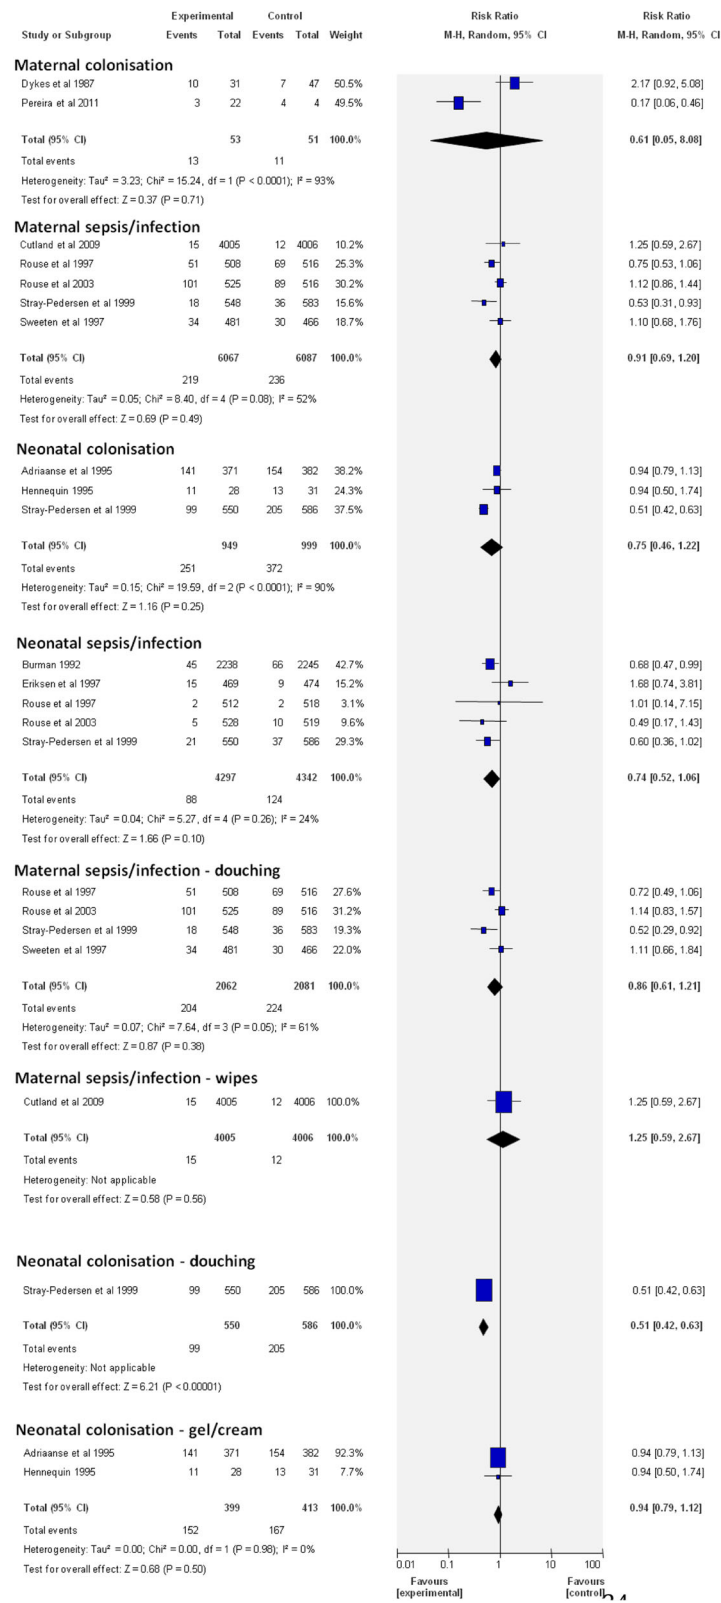 Experimental Control Risk Ratio Risk Ratio
Study or Subgroup Events Total Events Total Weight M-H, Random, 95% CI M-H, Random, 95% CI
Maternal colonisation
Dykes et al 1987 10 31 7 47 50.5% 2.17 [0.92, 5.08]
Pereira et al 2011 3 22 4 4 49.5% 0.17 [0.06, 0.46]
Total (95% CI) 53 51 100.0% 0.61 [0.05, 8.08]
Total events 13 11
Heterogeneity: Tau² = 3.23; Chi² = 15.24, df = 1 (P < 0.0001); I² = 93%
Test for overall effect: Z = 0.37 (P = 0.71)
Maternal sepsis/infection
Cutland et al 2009 15 4005 12 4006 10.2% 1.25 [0.59, 2.67]
Rouse et al 1997 51 508 69 516 25.3% 0.75 [0.53, 1.06]
Rouse et al 2003 101 525 89 516 30.2% 1.12 [0.86, 1.44]
Stray-Pedersen et al 1999 18 548 36 583 15.6% 0.53 [0.31, 0.93]
Sweeten et al 1997 34 481 30 466 18.7% 1.10 [0.68, 1.76]
Total (95% CI) 6067 6087 100.0% 0.91 [0.69, 1.20]
Total events 219 236
Heterogeneity: Tau² = 0.05; Chi² = 8.40, df = 4 (P = 0.08); I² = 52%
Test for overall effect: Z = 0.69 (P = 0.49)
Neonatal colonisation
Adriaanse et al 1995 141 371 154 382 38.2% 0.94 [0.79, 1.13]
Hennequin 1995 11 28 13 31 24.3% 0.94 [0.50, 1.74]
Stray-Pedersen et al 1999 99 550 205 586 37.5% 0.51 [0.42, 0.63]
Total (95% CI) 949 999 100.0% 0.75 [0.46, 1.22]
Total events 251 372
Heterogeneity: Tau² = 0.15; Chi² = 19.59, df = 2 (P < 0.0001); I² = 90%
Test for overall effect: Z = 1.16 (P = 0.25)
Neonatal sepsis/infection
Burman 1992 45 2238 66 2245 42.7% 0.68 [0.47, 0.99]
Eriksen et al 1997 15 469 9 474 15.2% 1.68 [0.74, 3.81]
Rouse et al 1997 2 512 2 518 3.1% 1.01 [0.14, 7.15]
Rouse et al 2003 5 528 10 519 9.6% 0.49 [0.17, 1.43]
Stray-Pedersen et al 1999 21 550 37 586 29.3% 0.60 [0.36, 1.02]
Total (95% CI) 4297 4342 100.0% 0.74 [0.52, 1.06]
Total events 88 124
Heterogeneity: Tau² = 0.04; Chi² = 5.27, df = 4 (P = 0.26); I² = 24%
Test for overall effect: Z = 1.66 (P = 0.10)
Maternal sepsis/infection - douching
Rouse et al 1997 51 508 69 516 27.6% 0.72 [0.49, 1.06]
Rouse et al 2003 101 525 89 516 31.2% 1.14 [0.83, 1.57]
Stray-Pedersen et al 1999 18 548 36 583 19.3% 0.52 [0.29, 0.92]
Sweeten et al 1997 34 481 30 466 22.0% 1.11 [0.66, 1.84]
Total (95% CI) 2062 2081 100.0% 0.86 [0.61, 1.21]
Total events 204 224
Heterogeneity: Tau² = 0.07; Chi² = 7.64, df = 3 (P = 0.05); I² = 61%
Test for overall effect: Z = 0.87 (P = 0.38)
Maternal sepsis/infection - wipes
Cutland et al 2009 15 4005 12 4006 100.0% 1.25 [0.59, 2.67]
Total (95% CI) 4005 4006 100.0% 1.25 [0.59, 2.67]
Total events 15 12
Heterogeneity: Not applicable
Test for overall effect: Z = 0.58 (P = 0.56)
Neonatal colonisation - douching
Stray-Pedersen et al 1999 99 550 205 586 100.0% 0.51 [0.42, 0.63]
Total (95% CI) 550 586 100.0% 0.51 [0.42, 0.63]
Total events 99 205
Heterogeneity: Not applicable
Test for overall effect: Z = 6.21 (P < 0.00001)
Neonatal colonisation - gel/cream
Adriaanse et al 1995 141 371 154 382 92.3% 0.94 [0.79, 1.13]
Hennequin 1995 11 28 13 31 7.7% 0.94 [0.50, 1.74]
Total (95% CI) 399 413 100.0% 0.94 [0.79, 1.12]
Total events 152 167
Heterogeneity: Tau² = 0.00; Chi² = 0.00, df = 1 (P = 0.98); I² = 0%
Test for overall effect: Z = 0.68 (P = 0.50)
0.01 0.1 1 10 100
Favours Favours
[experimental] [control]